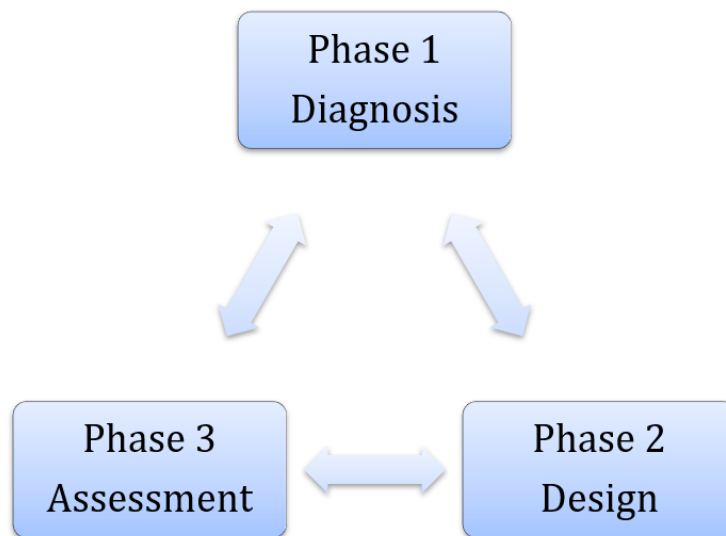 Phase 1
Diagnosis
Phase 3
Assessment
Phase 2
Design